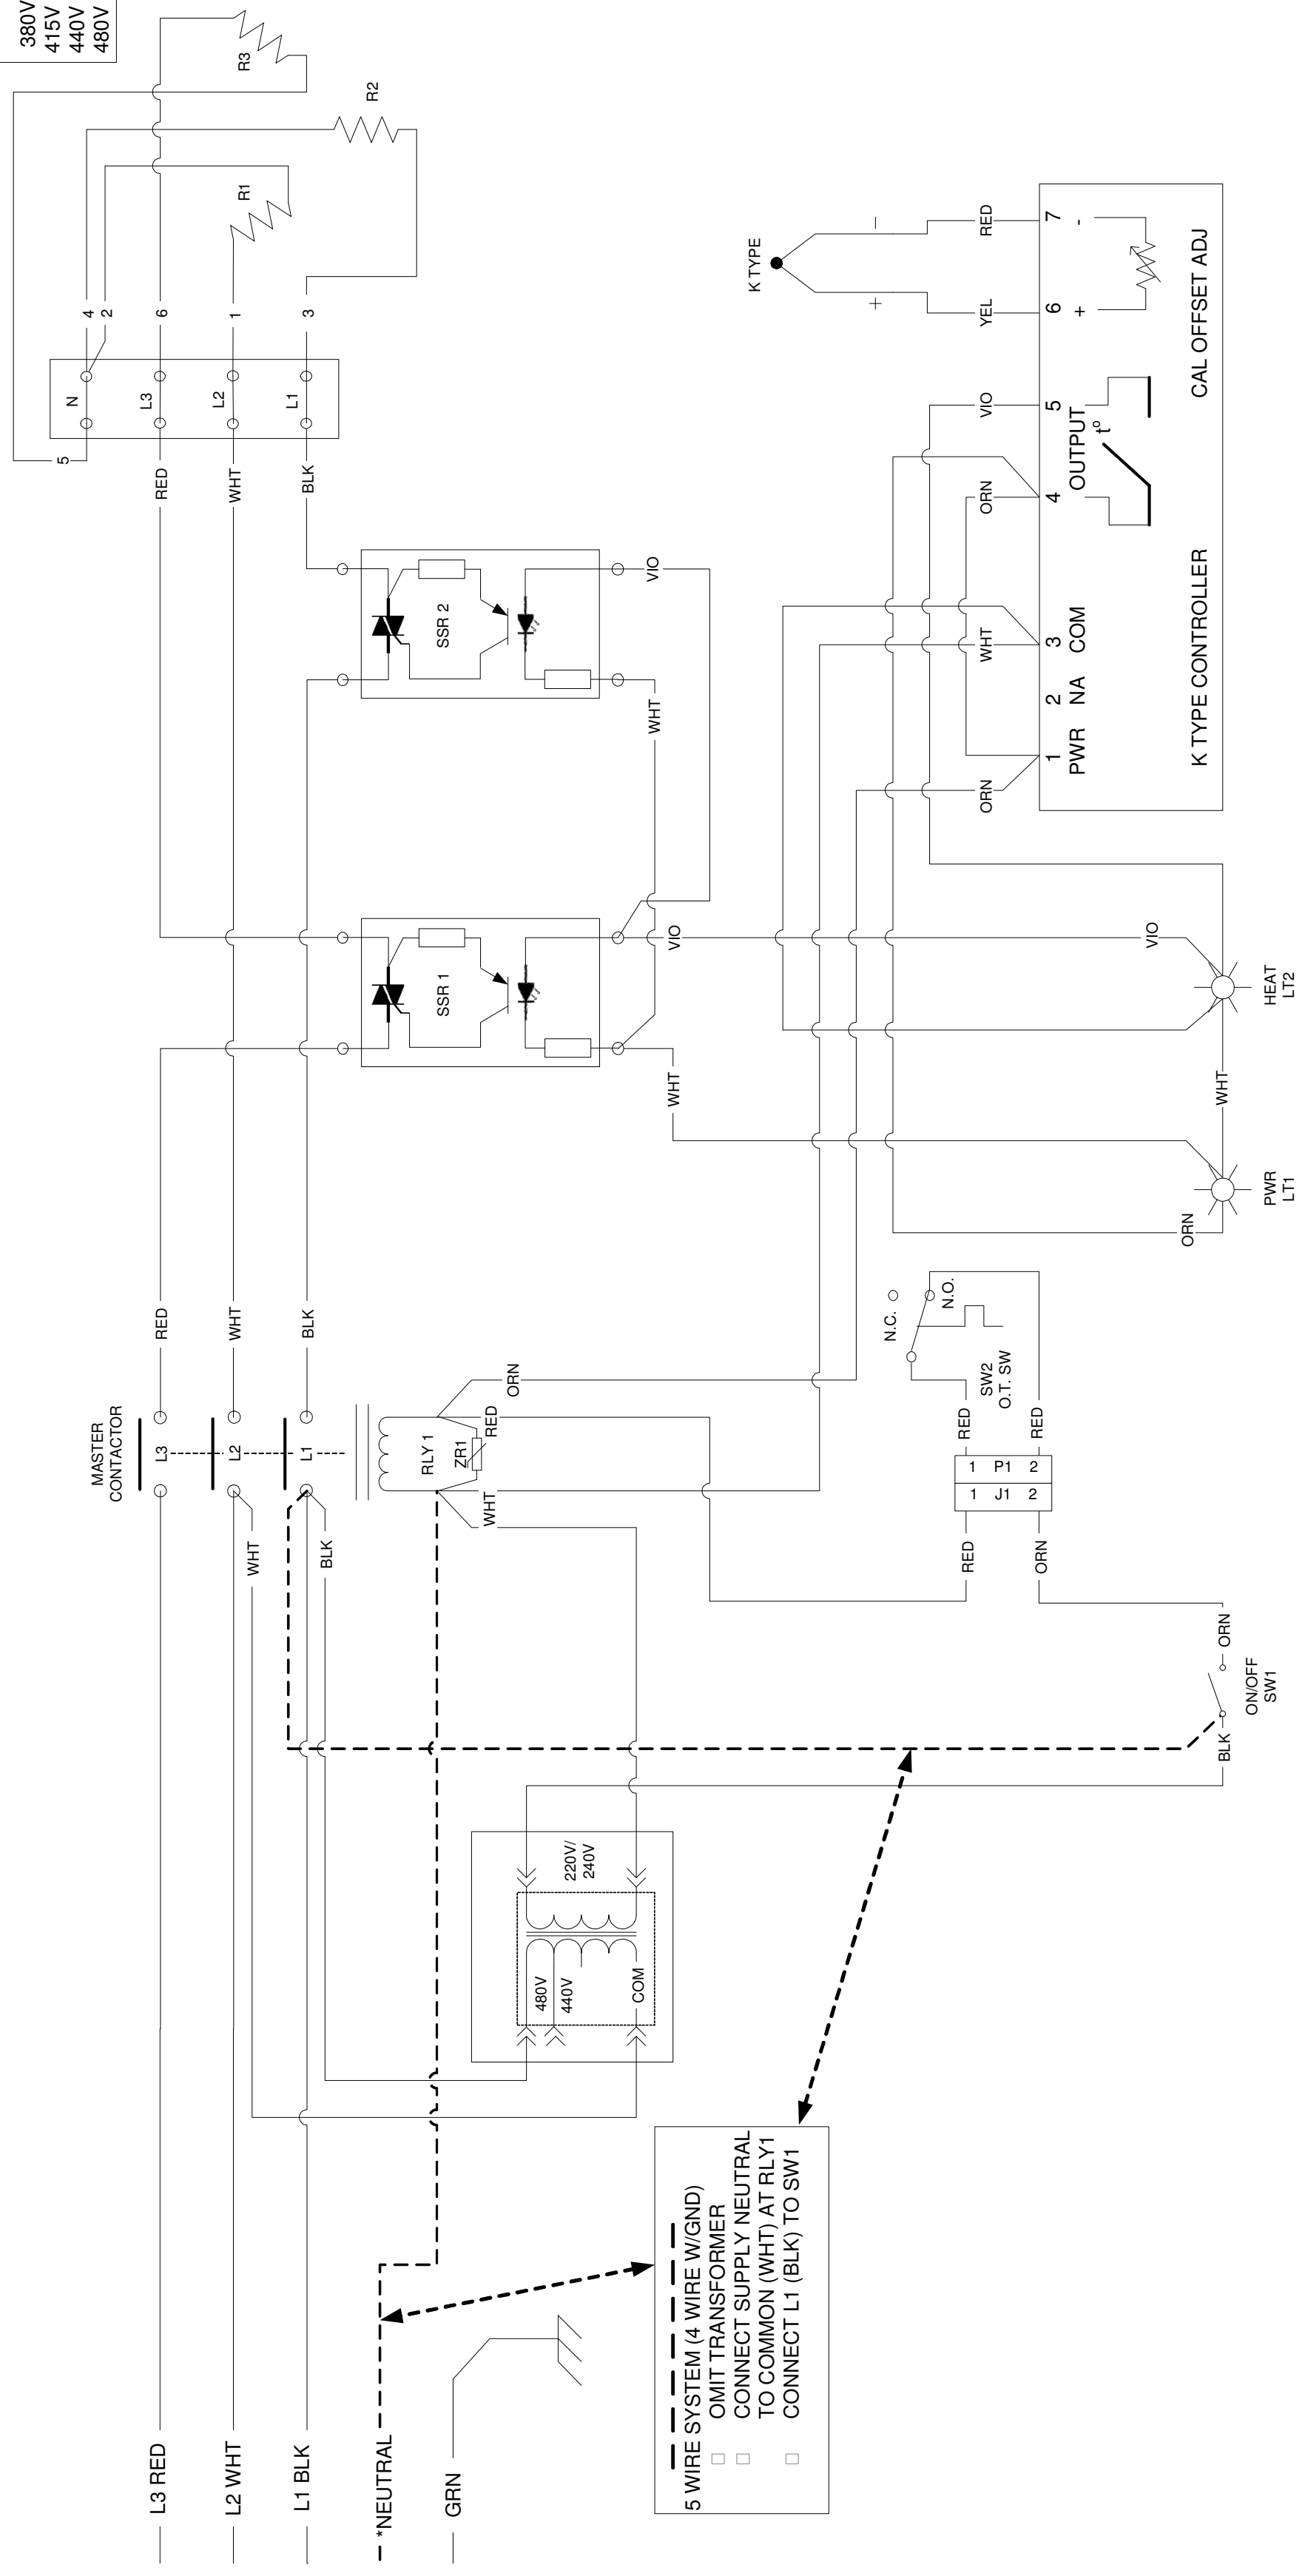 380V
415V
440V
480V
R3
R2
R1
4
2
6
1
3
N
L3
L2
L1
5
RED
WHT
BLK
K TYPE
+
−
YEL
RED
VIO
ORN
WHT
ORN
1
2
3
4
5
6
7
PWR
NA
COM
OUTPUT
t°
+
-
K TYPE CONTROLLER
CAL OFFSET ADJ
SSR 2
VIO
WHT
SSR 1
VIO
WHT
VIO
HEAT
LT2
WHT
PWR
LT1
ORN
RED
WHT
BLK
MASTER
CONTACTOR
L3
L2
L1
RLY 1
ZR1
RED
ORN
WHT
WHT
BLK
N.C.
N.O.
SW2
O.T. SW
RED
RED
1 P1 2
1 J1 2
RED
ORN
ORN
ON/OFF
SW1
BLK
220V/
240V
480V
440V
COM
5 WIRE SYSTEM (4 WIRE W/GND)
OMIT TRANSFORMER
CONNECT SUPPLY NEUTRAL
TO COMMON (WHT) AT RLY1
CONNECT L1 (BLK) TO SW1
L3 RED
L2 WHT
L1 BLK
*NEUTRAL
GRN